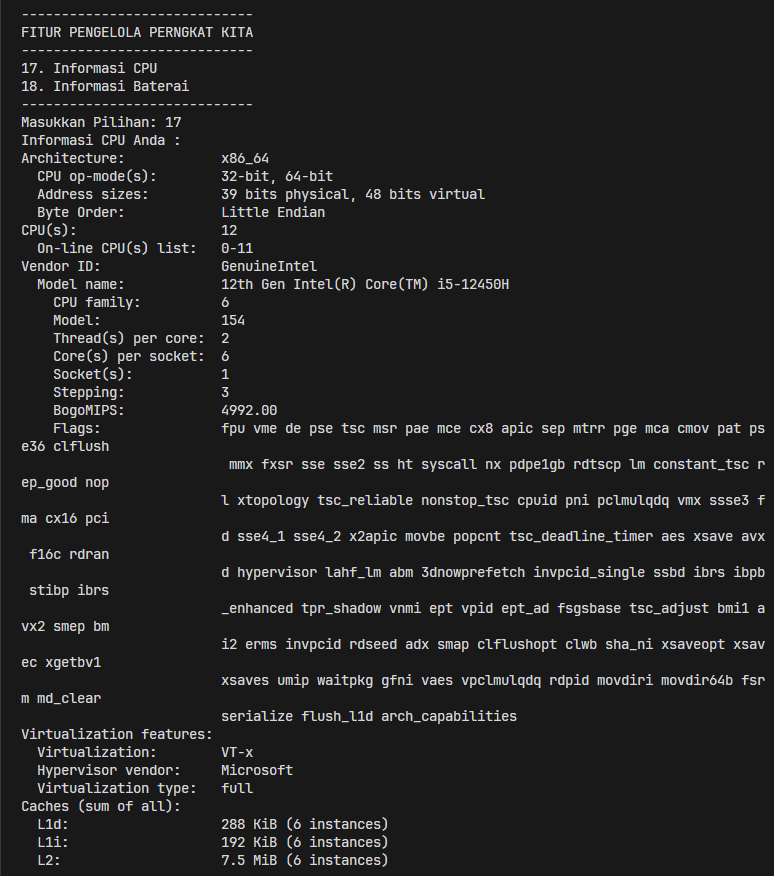 -----------------------------
FITUR PENGELOLA PERNGKAT KITA
-----------------------------
17. Informasi CPU
18. Informasi Baterai
-----------------------------
Masukkan Pilihan: 17
Informasi CPU Anda :
Architecture:            x86_64
  CPU op-mode(s):        32-bit, 64-bit
  Address sizes:         39 bits physical, 48 bits virtual
  Byte Order:            Little Endian
CPU(s):                  12
  On-line CPU(s) list:   0-11
Vendor ID:               GenuineIntel
  Model name:            12th Gen Intel(R) Core(TM) i5-12450H
    CPU family:          6
    Model:               154
    Thread(s) per core:  2
    Core(s) per socket:  6
    Socket(s):           1
    Stepping:            3
    BogoMIPS:            4992.00
    Flags:               fpu vme de pse tsc msr pae mce cx8 apic sep mtrr pge mca cmov pat ps
e36 clflush
                          mmx fxsr sse sse2 ss ht syscall nx pdpe1gb rdtscp lm constant_tsc r
ep_good nop
                         l xtopology tsc_reliable nonstop_tsc cpuid pni pclmulqdq vmx ssse3 f
ma cx16 pci
                         d sse4_1 sse4_2 x2apic movbe popcnt tsc_deadline_timer aes xsave avx
 f16c rdran
                         d hypervisor lahf_lm abm 3dnowprefetch invpcid_single ssbd ibrs ibpb
 stibp ibrs
                         _enhanced tpr_shadow vnmi ept vpid ept_ad fsgsbase tsc_adjust bmi1 a
vx2 smep bm
                         i2 erms invpcid rdseed adx smap clflushopt clwb sha_ni xsaveopt xsav
ec xgetbv1
                         xsaves umip waitpkg gfni vaes vpclmulqdq rdpid movdiri movdir64b fsr
m md_clear
                         serialize flush_l1d arch_capabilities
Virtualization features:
  Virtualization:        VT-x
  Hypervisor vendor:     Microsoft
  Virtualization type:   full
Caches (sum of all):
  L1d:                   288 KiB (6 instances)
  L1i:                   192 KiB (6 instances)
  L2:                    7.5 MiB (6 instances)